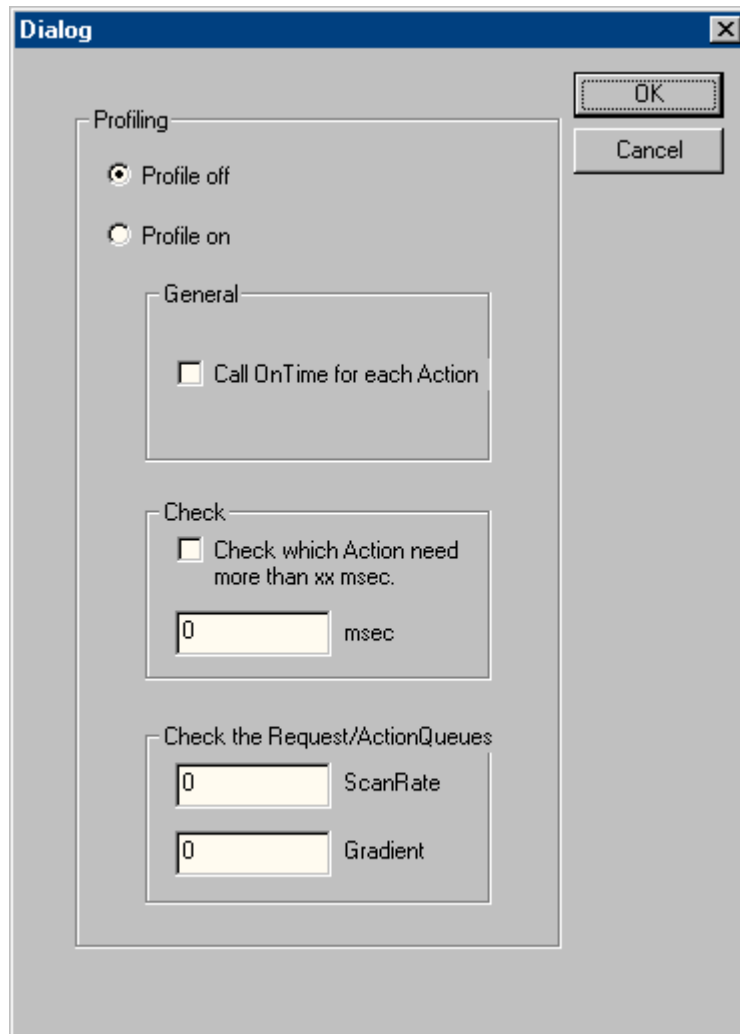 Dialog
OK
Cancel
Profiling
Profile off
Profile on
General
Call OnTime for each Action
Check
Check which Action need
more than xx msec.
0 msec
Check the Request/ActionQueues
0 ScanRate
0 Gradient